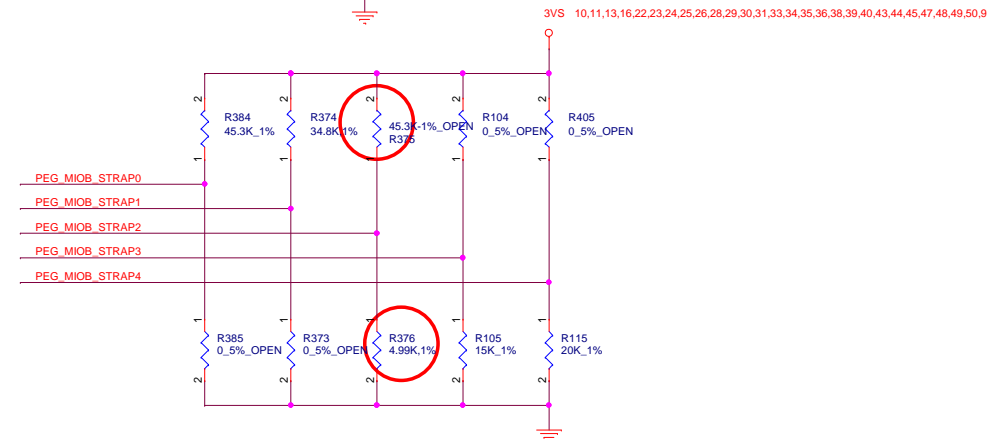 3VS 10,11,13,16,22,23,24,25,26,28,29,30,31,33,34,35,36,38,39,40,43,44,45,47,48,49,50,9
2
2
2
2
2
R384
45.3K_1%
R374
34.8K,1%
45.3K-1%_OPEN
R375
R104
0_5%_OPEN
R405
0_5%_OPEN
1
1
1
1
1
PEG_MIOB_STRAP0
PEG_MIOB_STRAP1
PEG_MIOB_STRAP2
PEG_MIOB_STRAP3
PEG_MIOB_STRAP4
1
1
1
1
1
R385
0_5%_OPEN
R373
0_5%_OPEN
R376
4.99K,1%
R105
15K_1%
R115
20K_1%
2
2
2
2
2